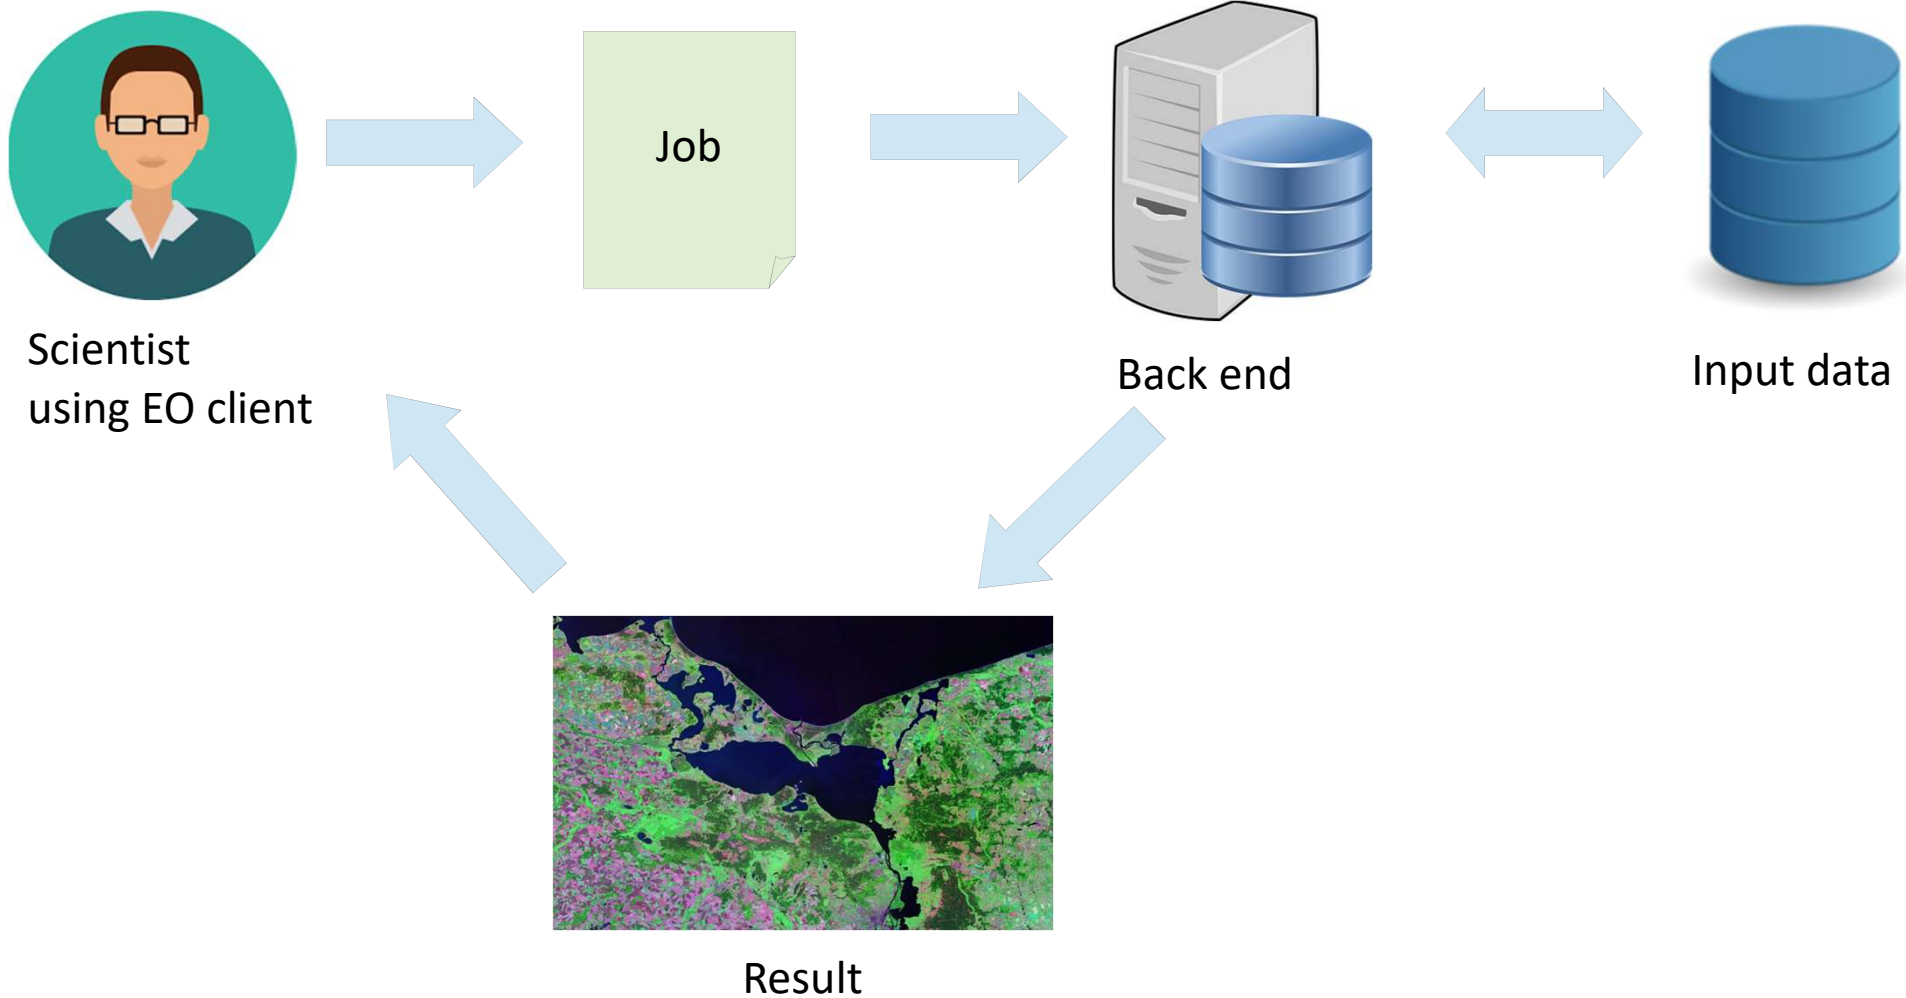 Job
Scientist
using EO client
Back end
Input data
Result